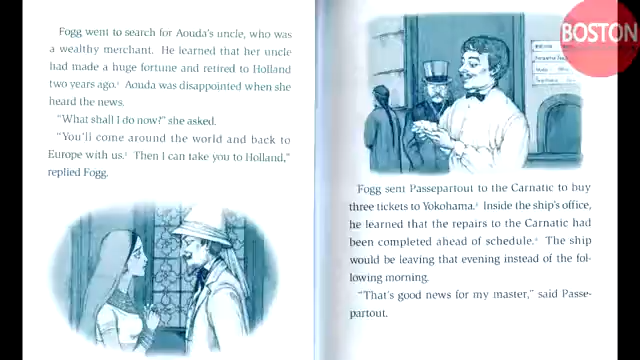 Fogg went to search for Aouda's uncle, who was
a wealthy merchant. He learned that her uncle
had made a huge fortune and retired to Holland
two years ago.¹ Aouda was disappointed when she
heard the news.
"What shall I do now?" she asked.
"You'll come around the world and back to
Europe with us.² Then I can take you to Holland,"
replied Fogg.
BOSTON
Fogg sent Passepartout to the Carnatic to buy
three tickets to Yokohama.³ Inside the ship's office,
he learned that the repairs to the Carnatic had
been completed ahead of schedule.⁴ The ship
would be leaving that evening instead of the fol-
lowing morning.
"That's good news for my master," said Passe-
partout.